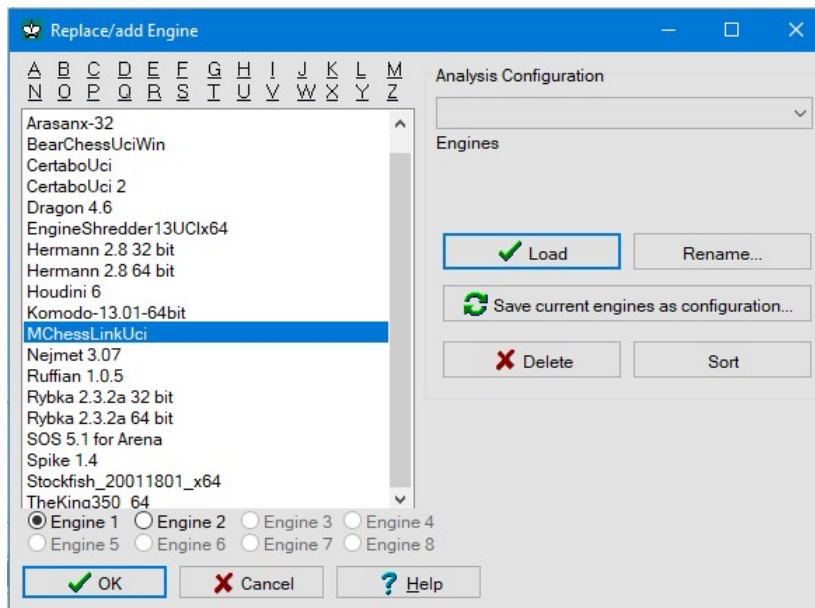 Replace/add Engine
A B C D E F G H I J K L M
N O P Q R S T U V W X Y Z
Arasanx-32
BearChessUciWin
CertaboUci
CertaboUci 2
Dragon 4.6
EngineShredder13UCIx64
Hermann 2.8 32 bit
Hermann 2.8 64 bit
Houdini 6
Komodo-13.01-64bit
MChessLinkUci
Nejmet 3.07
Ruffian 1.0.5
Rybka 2.3.2a 32 bit
Rybka 2.3.2a 64 bit
SOS 5.1 for Arena
Spike 1.4
Stockfish_20011801_x64
TheKing350_64
Engine 1 Engine 2 Engine 3 Engine 4
Engine 5 Engine 6 Engine 7 Engine 8
OK Cancel Help
Analysis Configuration
Engines
Load Rename...
Save current engines as configuration...
Delete Sort